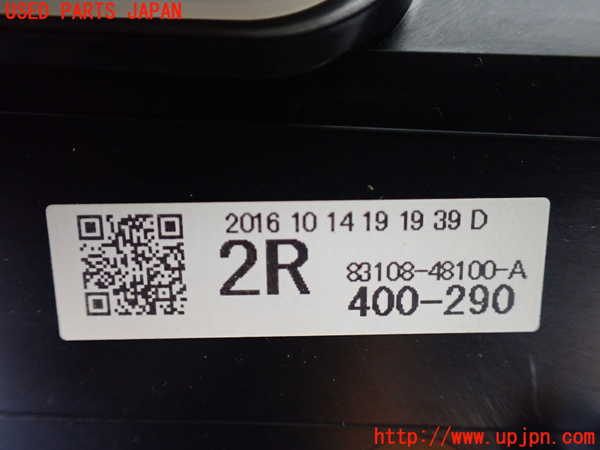 USED PARTS JAPAN
2016 10 14 19 19 39 D
2R
83108-48100-A
400-290
http://www.upjpn.com/